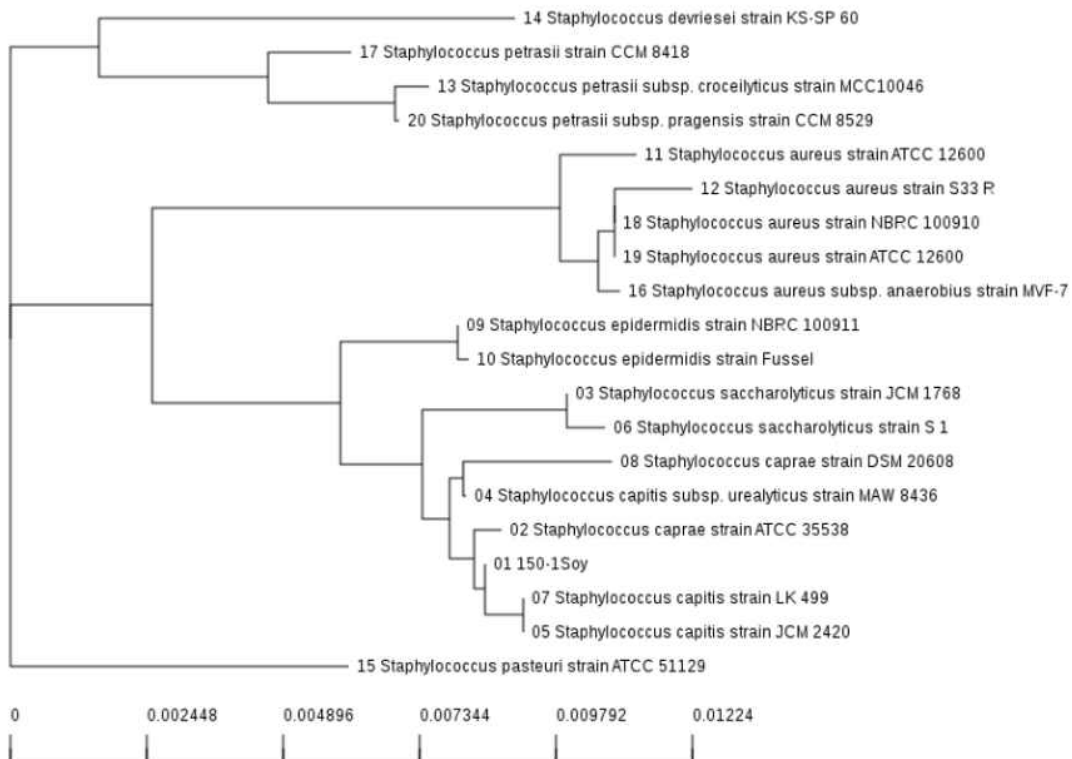 14 Staphylococcus devriesei strain KS-SP 60
17 Staphylococcus petrasii strain CCM 8418
13 Staphylococcus petrasii subsp. croceilyticus strain MCC10046
20 Staphylococcus petrasii subsp. pragensis strain CCM 8529
11 Staphylococcus aureus strain ATCC 12600
12 Staphylococcus aureus strain S33 R
18 Staphylococcus aureus strain NBRC 100910
19 Staphylococcus aureus strain ATCC 12600
16 Staphylococcus aureus subsp. anaerobius strain MVF-7
09 Staphylococcus epidermidis strain NBRC 100911
10 Staphylococcus epidermidis strain Fussel
03 Staphylococcus saccharolyticus strain JCM 1768
06 Staphylococcus saccharolyticus strain S 1
08 Staphylococcus caprae strain DSM 20608
04 Staphylococcus capitis subsp. urealyticus strain MAW 8436
02 Staphylococcus caprae strain ATCC 35538
01 150-1Soy
07 Staphylococcus capitis strain LK 499
05 Staphylococcus capitis strain JCM 2420
15 Staphylococcus pasteuri strain ATCC 51129
0 0.002448 0.004896 0.007344 0.009792 0.01224